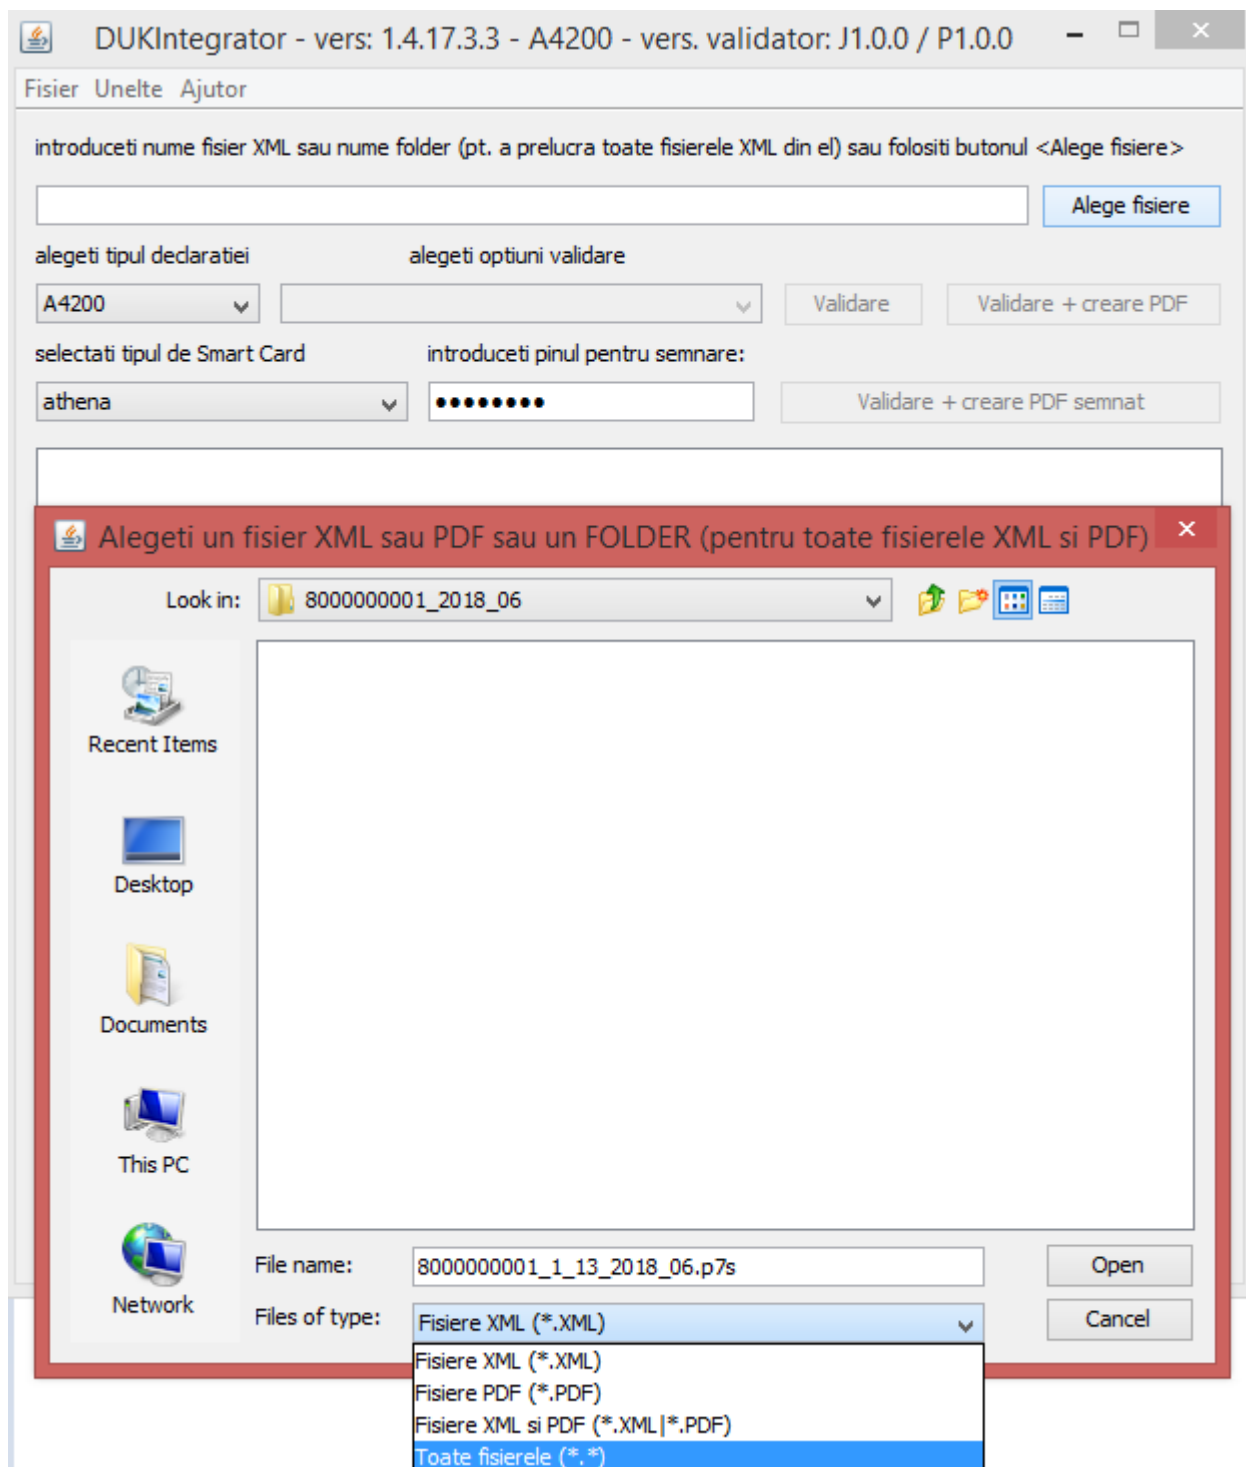 DUKIntegrator - vers: 1.4.17.3.3 - A4200 - vers. validator: J1.0.0 / P1.0.0
Fisier Unelte Ajutor
introduceti nume fisier XML sau nume folder (pt. a prelucra toate fisierele XML din el) sau folositi butonul <Alege fisiere>
Alege fisiere
alegeti tipul declaratiei alegeti optiuni validare
A4200 Validare Validare + creare PDF
selectati tipul de Smart Card introduceti pinul pentru semnare:
athena •••••••• Validare + creare PDF semnat
Alegeti un fisier XML sau PDF sau un FOLDER (pentru toate fisierele XML si PDF)
Look in: 8000000001_2018_06
Recent Items
Desktop
Documents
This PC
Network
File name: 8000000001_1_13_2018_06.p7s Open
Files of type: Fisiere XML (*.XML) Cancel
Fisiere XML (*.XML)
Fisiere PDF (*.PDF)
Fisiere XML si PDF (*.XML|*.PDF)
Toate fisierele (*.*)